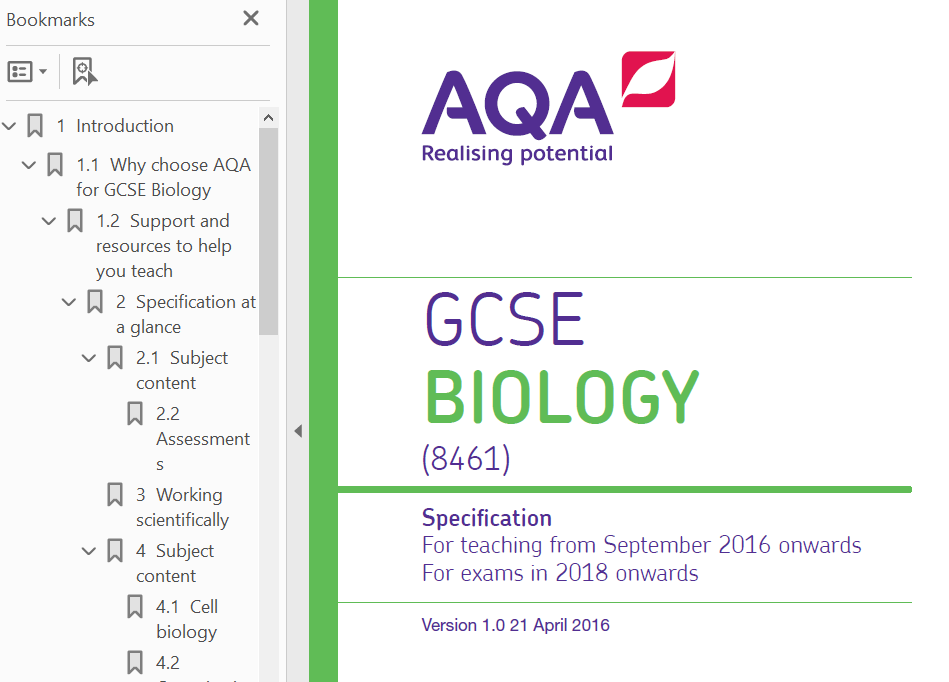 Bookmarks
1 Introduction
1.1 Why choose AQA
for GCSE Biology
1.2 Support and
resources to help
you teach
2 Specification at
a glance
2.1 Subject
content
2.2
Assessment
s
3 Working
scientifically
4 Subject
content
4.1 Cell
biology
4.2
AQA
Realising potential
GCSE
BIOLOGY
(8461)
Specification
For teaching from September 2016 onwards
For exams in 2018 onwards
Version 1.0 21 April 2016